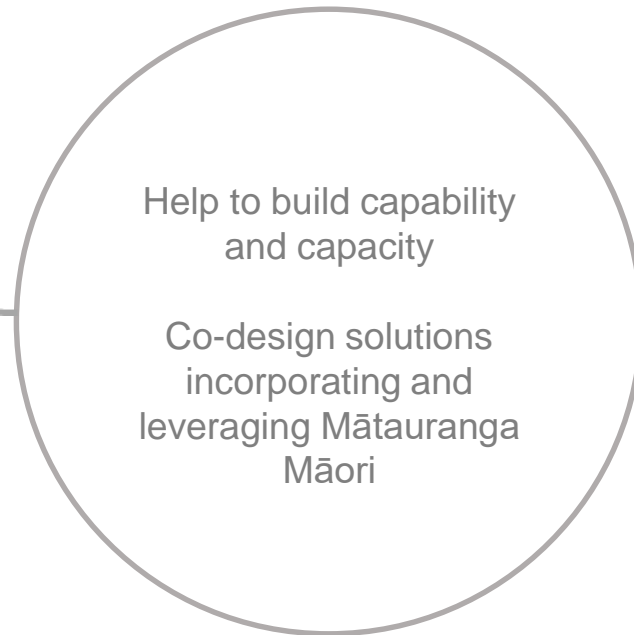 Help to build capability
and capacity
Co-design solutions
incorporating and
leveraging Mātauranga
Māori